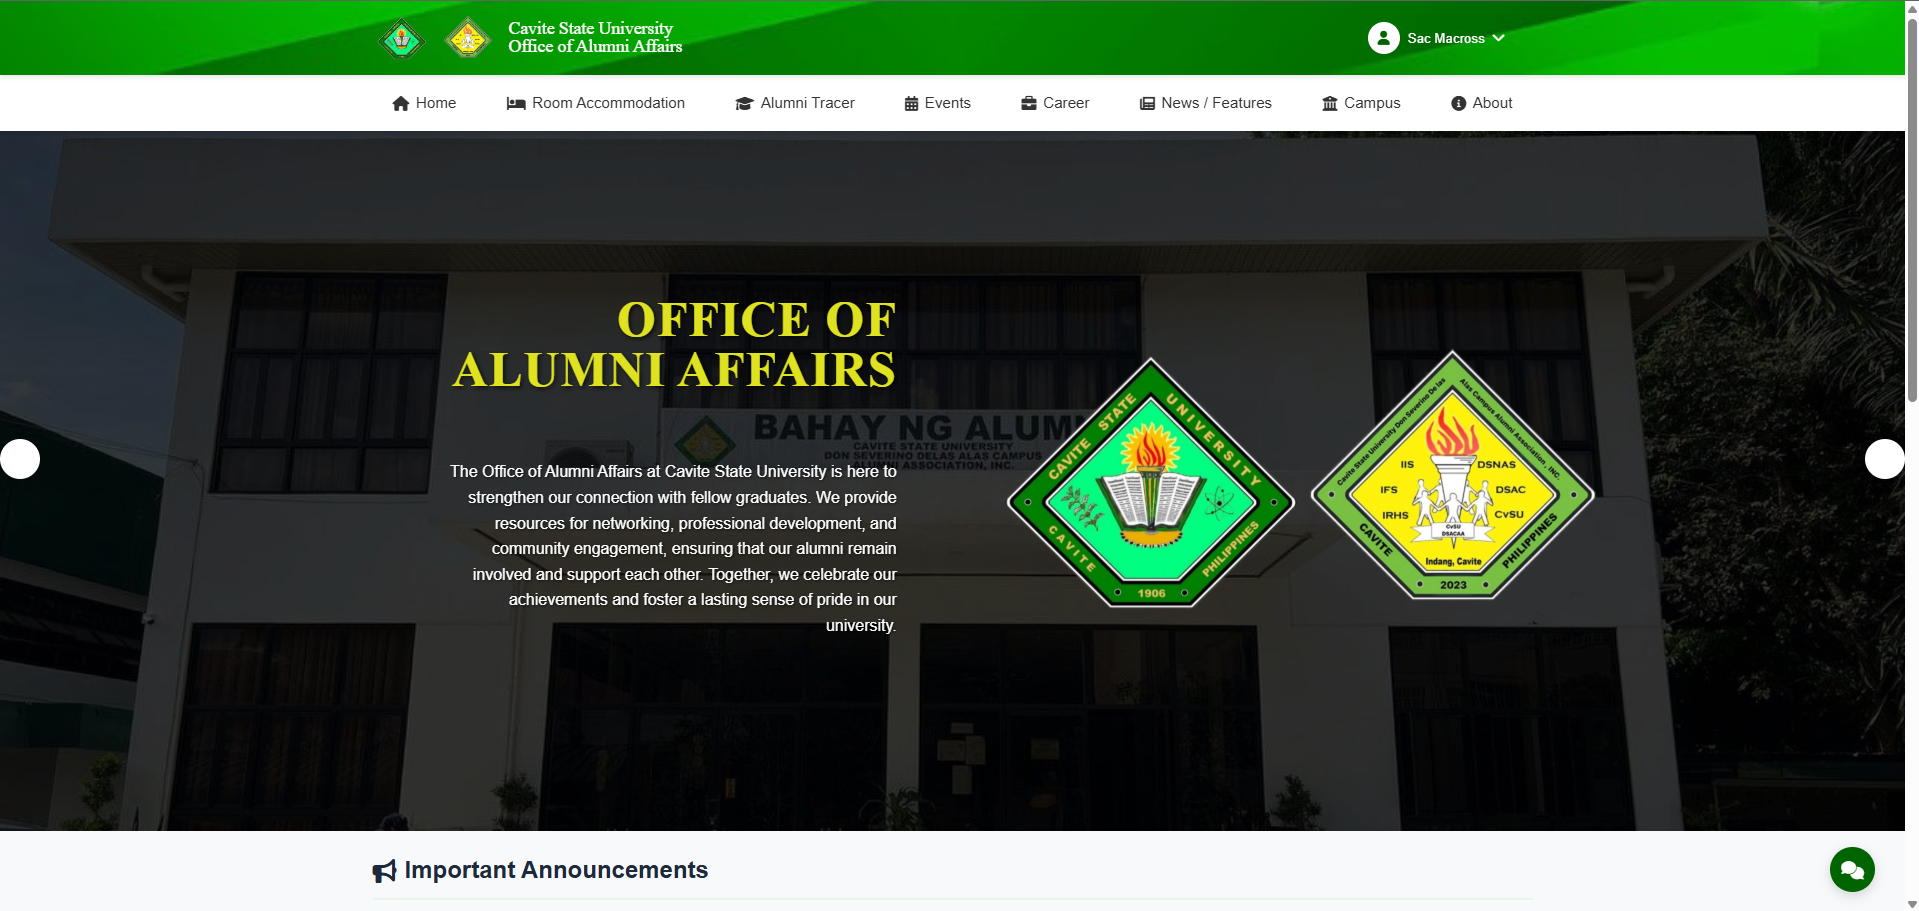 Cavite State University
Office of Alumni Affairs
Sac Macross
Home
Room Accommodation
Alumni Tracer
Events
Career
News / Features
Campus
About
OFFICE OF
ALUMNI AFFAIRS
BAHAY NG ALUM
CAVITE STATE UNIVERSITY
DON SEVERINO DELAS ALAS CAMPUS
ALUMNI ASSOCIATION, INC.
The Office of Alumni Affairs at Cavite State University is here to
strengthen our connection with fellow graduates. We provide
resources for networking, professional development, and
community engagement, ensuring that our alumni remain
involved and support each other. Together, we celebrate our
achievements and foster a lasting sense of pride in our
university.
CAVITE STATE UNIVERSITY
CAVITE
PHILIPPINES
1906
Cavite State University Don Severino De las
Alas Campus Alumni Association, INC.
IIS
DSNAS
IFS
DSAC
IRHS
CvSU
CvSU
DSACAA
Indang, Cavite
CAVITE
PHILIPPINES
2023
Important Announcements